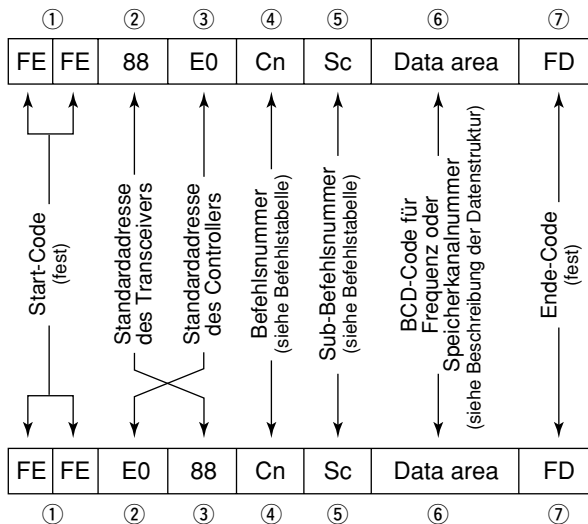 ① ② ③ ④ ⑤ ⑥ ⑦
FE FE 88 E0 Cn Sc Data area FD
Start-Code
(fest)
Standardadresse
des Transceivers
Standardadresse
des Controllers
Befehlsnummer
(siehe Befehlstabelle)
Sub-Befehlsnummer
(siehe Befehlstabelle)
BCD-Code für
Frequenz oder
Speicherkanalnummer
(siehe Beschreibung der Datenstruktur)
Ende-Code
(fest)
FE FE E0 88 Cn Sc Data area FD
① ② ③ ④ ⑤ ⑥ ⑦